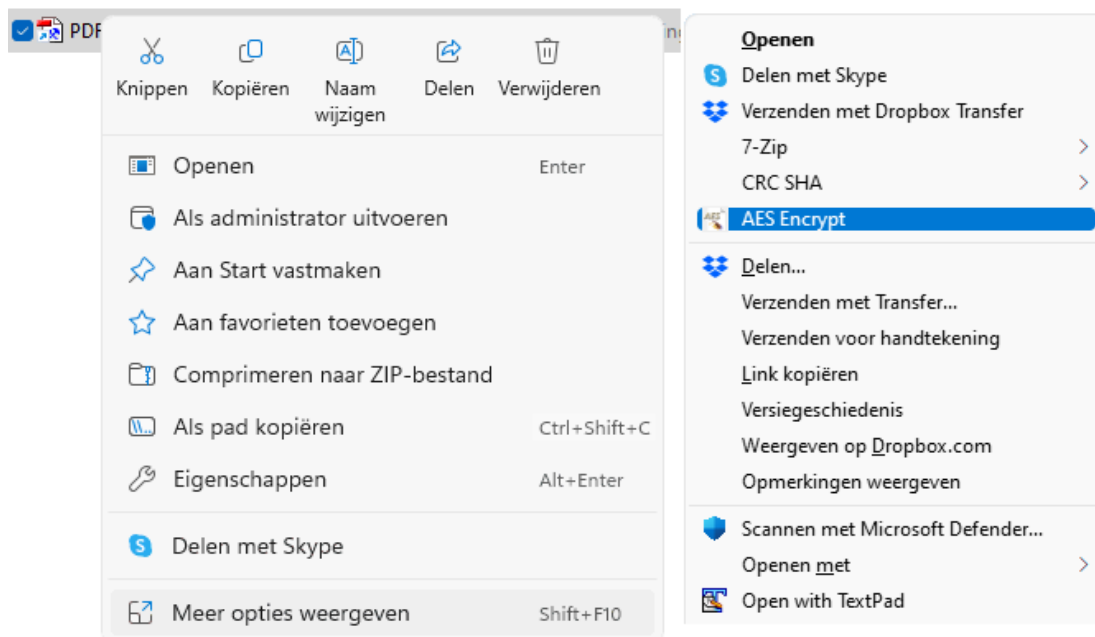 PDF
Knippen
Kopiëren
Naam
wijzigen
Delen
Verwijderen
Openen Enter
Als administrator uitvoeren
Aan Start vastmaken
Aan favorieten toevoegen
Comprimeren naar ZIP-bestand
Als pad kopiëren Ctrl+Shift+C
Eigenschappen Alt+Enter
Delen met Skype
Meer opties weergeven Shift+F10
Openen
Delen met Skype
Verzenden met Dropbox Transfer
7-Zip
CRC SHA
AES Encrypt
Delen...
Verzenden met Transfer...
Verzenden voor handtekening
Link kopiëren
Versiegeschiedenis
Weergeven op Dropbox.com
Opmerkingen weergeven
Scannen met Microsoft Defender...
Openen met
Open with TextPad